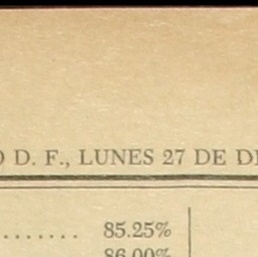 D. F., LUNES 27 DE
....... 85.25%
86.00%